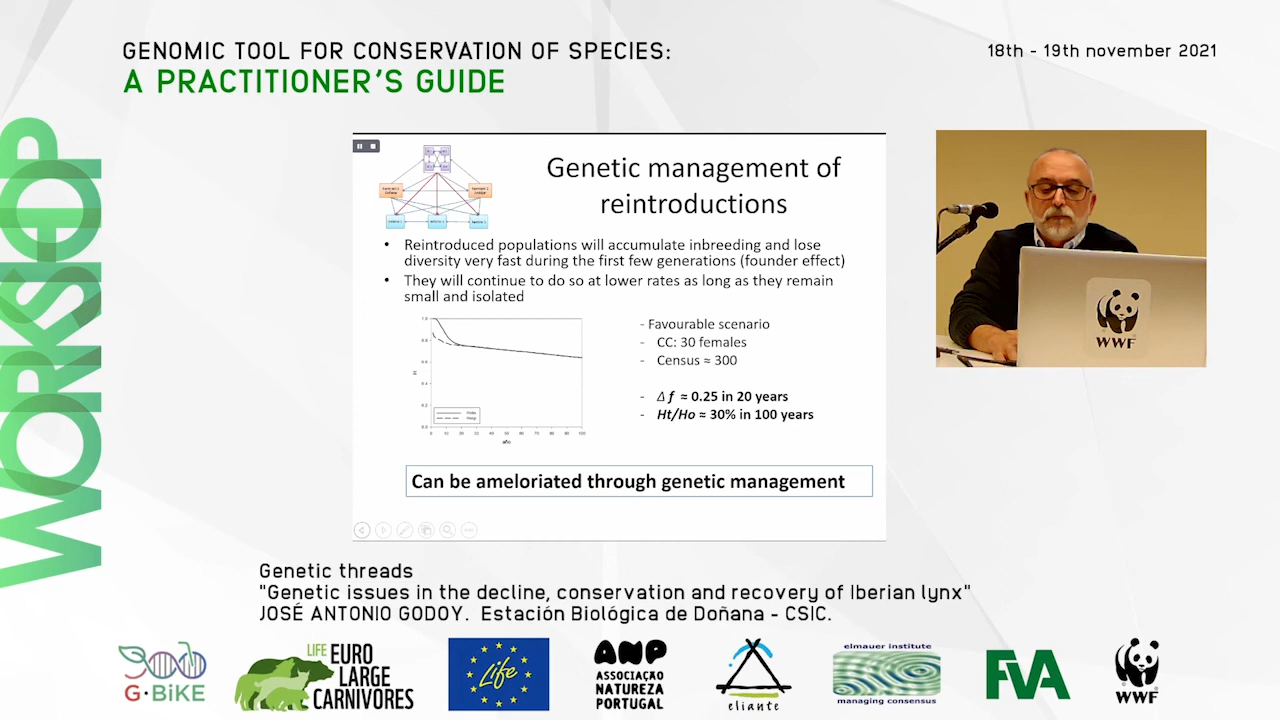 GENOMIC TOOL FOR CONSERVATION OF SPECIES:
A PRACTITIONER'S GUIDE
18th - 19th november 2021
WORKSHOP
Genetic management of
reintroductions
• Reintroduced populations will accumulate inbreeding and lose
diversity very fast during the first few generations (founder effect)
• They will continue to do so at lower rates as long as they remain
small and isolated
- Favourable scenario
- CC: 30 females
- Census ≈ 300
- Δ f ≈ 0.25 in 20 years
- Ht/Ho ≈ 30% in 100 years
año
Can be ameloriated through genetic management
WWF
Genetic threads
"Genetic issues in the decline, conservation and recovery of Iberian lynx"
JOSÉ ANTONIO GODOY. Estación Biológica de Doñana - CSIC.
G·BiKE
LIFE EURO
LARGE
CARNIVORES
Life
ANP
ASSOCIAÇÃO
NATUREZA
PORTUGAL
eliante
elmauer institute
managing consensus
FVA
WWF